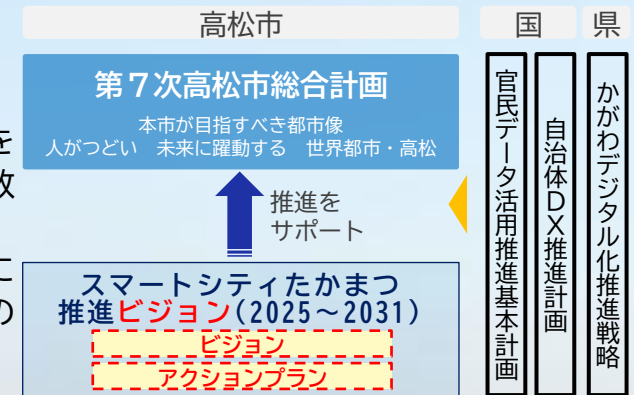 高松市
国
県
第７次高松市総合計画
本市が目指すべき都市像
人がつどい　未来に躍動する　世界都市・高松
を
推進を
サポート
に
の
スマートシティたかまつ
推進ビジョン(2025～2031)
ビジョン
アクションプラン
官民データ活用推進基本計画
自治体ＤＸ推進計画
かがわデジタル化推進戦略